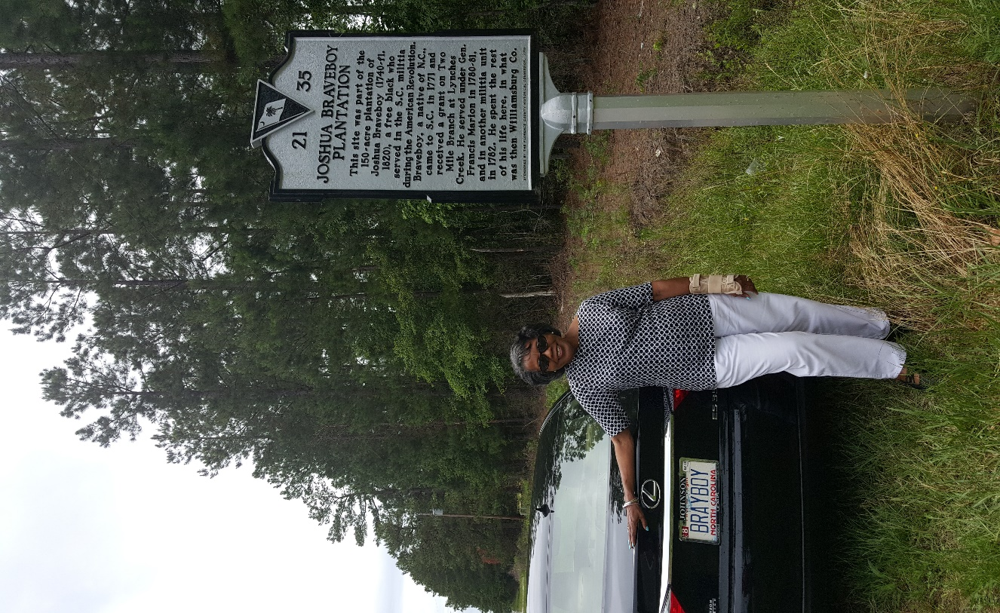 21 35
JOSHUA BRAVEBOY
PLANTATION
This site was part of the
150-acre plantation of
Joshua Braveboy (1740-fl.
1820), a free black who
served in the S.C. militia
during the American Revolution.
Braveboy, a native of N.C.,
came to S.C. in 1771 and
received a grant on Two
Mile Branch at Lynches
Creek. He served under Gen.
Francis Marion in 1780-81,
and in another militia unit
in 1782. He spent the rest
of his life here, in what
was then Williamsburg Co.
ES 3
JOHNSON
BRAYBOY
NORTH CAROLINA